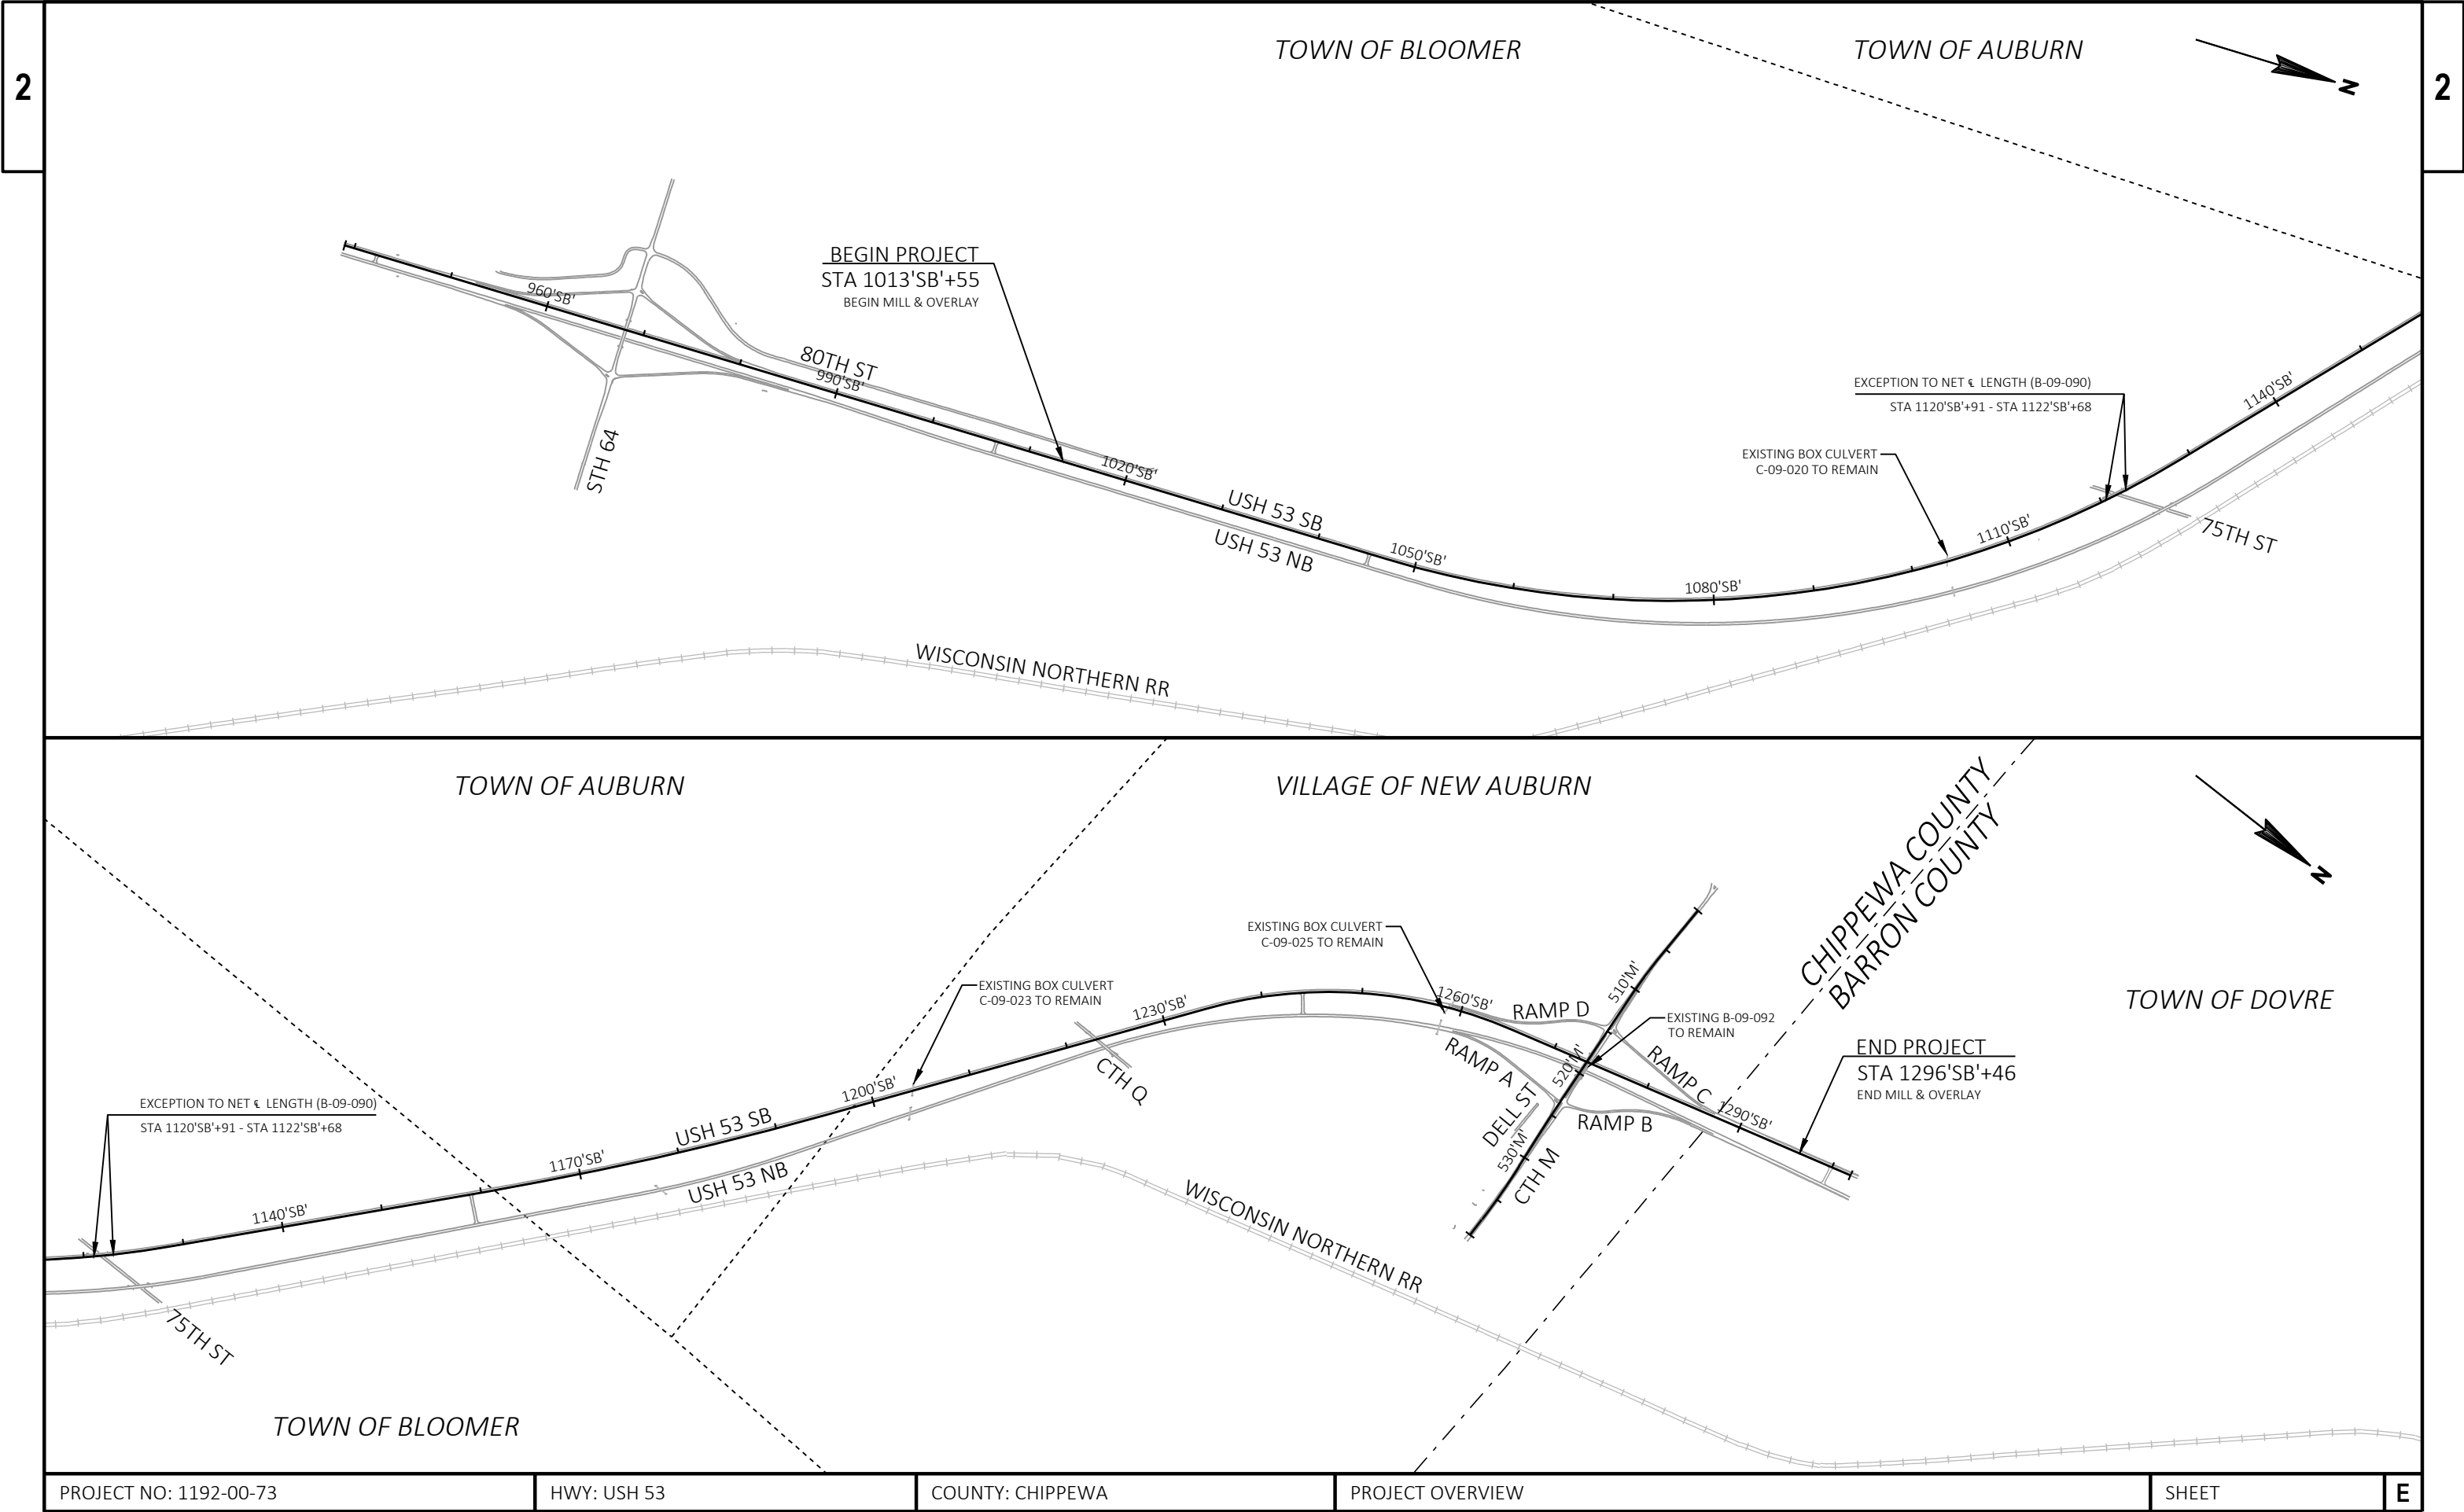 2
2
TOWN OF BLOOMER
TOWN OF AUBURN
N
BEGIN PROJECT
STA 1013'SB'+55
BEGIN MILL & OVERLAY
960'SB'
80TH ST
990'SB'
STH 64
1020'SB'
USH 53 SB
USH 53 NB
1050'SB'
1080'SB'
EXCEPTION TO NET ℄ LENGTH (B-09-090)
STA 1120'SB'+91 - STA 1122'SB'+68
EXISTING BOX CULVERT
C-09-020 TO REMAIN
1110'SB'
1140'SB'
75TH ST
WISCONSIN NORTHERN RR
TOWN OF AUBURN
VILLAGE OF NEW AUBURN
CHIPPEWA COUNTY
BARRON COUNTY
N
TOWN OF DOVRE
EXISTING BOX CULVERT
C-09-025 TO REMAIN
EXISTING BOX CULVERT
C-09-023 TO REMAIN
1230'SB'
1260'SB'
RAMP D
510'M'
EXISTING B-09-092
TO REMAIN
RAMP A
520'M'
RAMP C
END PROJECT
STA 1296'SB'+46
END MILL & OVERLAY
CTH Q
1200'SB'
EXCEPTION TO NET ℄ LENGTH (B-09-090)
STA 1120'SB'+91 - STA 1122'SB'+68
USH 53 SB
DELL ST
RAMP B
1290'SB'
530'M'
CTH M
1170'SB'
USH 53 NB
1140'SB'
WISCONSIN NORTHERN RR
75TH ST
TOWN OF BLOOMER
PROJECT NO: 1192-00-73
HWY: USH 53
COUNTY: CHIPPEWA
PROJECT OVERVIEW
SHEET
E